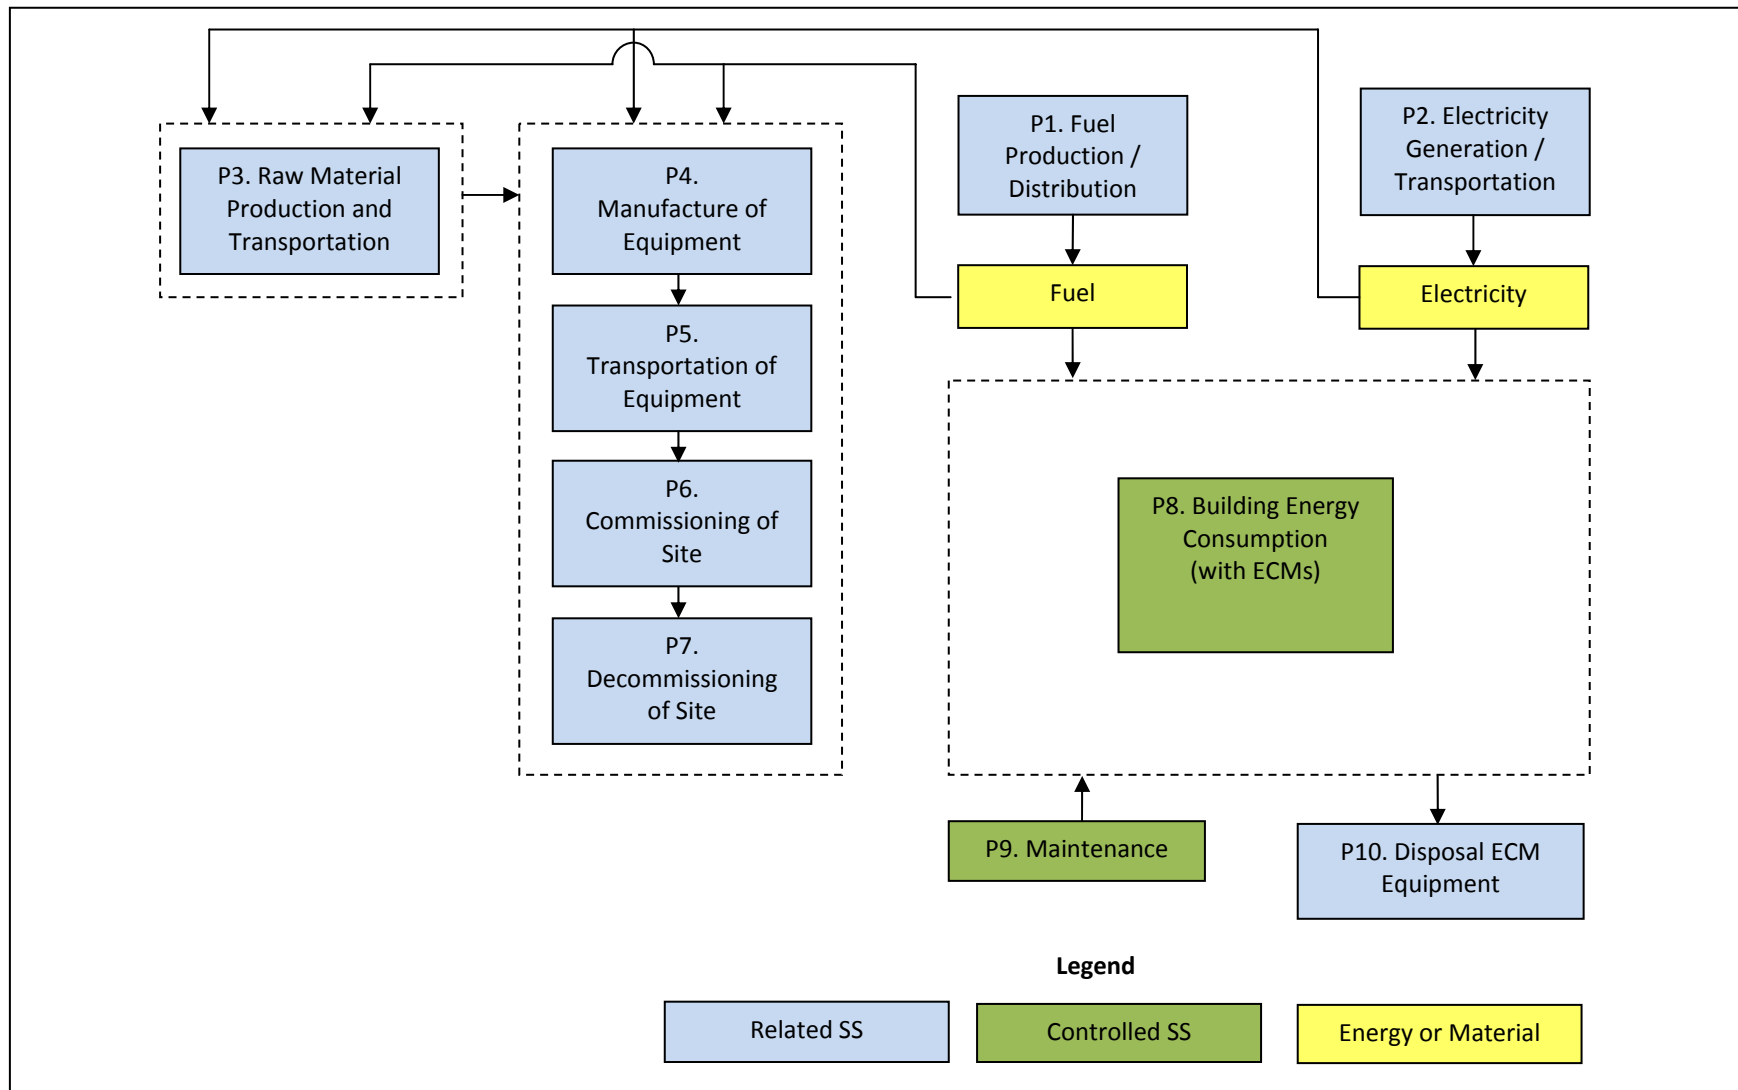 P1. Fuel
Production /
Distribution
P2. Electricity
Generation /
Transportation
P3. Raw Material
Production and
Transportation
P4.
Manufacture of
Equipment
Fuel
Electricity
P5.
Transportation of
Equipment
P6.
Commissioning of
Site
P7.
Decommissioning
of Site
P8. Building Energy
Consumption
(with ECMs)
P9. Maintenance
P10. Disposal ECM
Equipment
Legend
Related SS
Controlled SS
Energy or Material